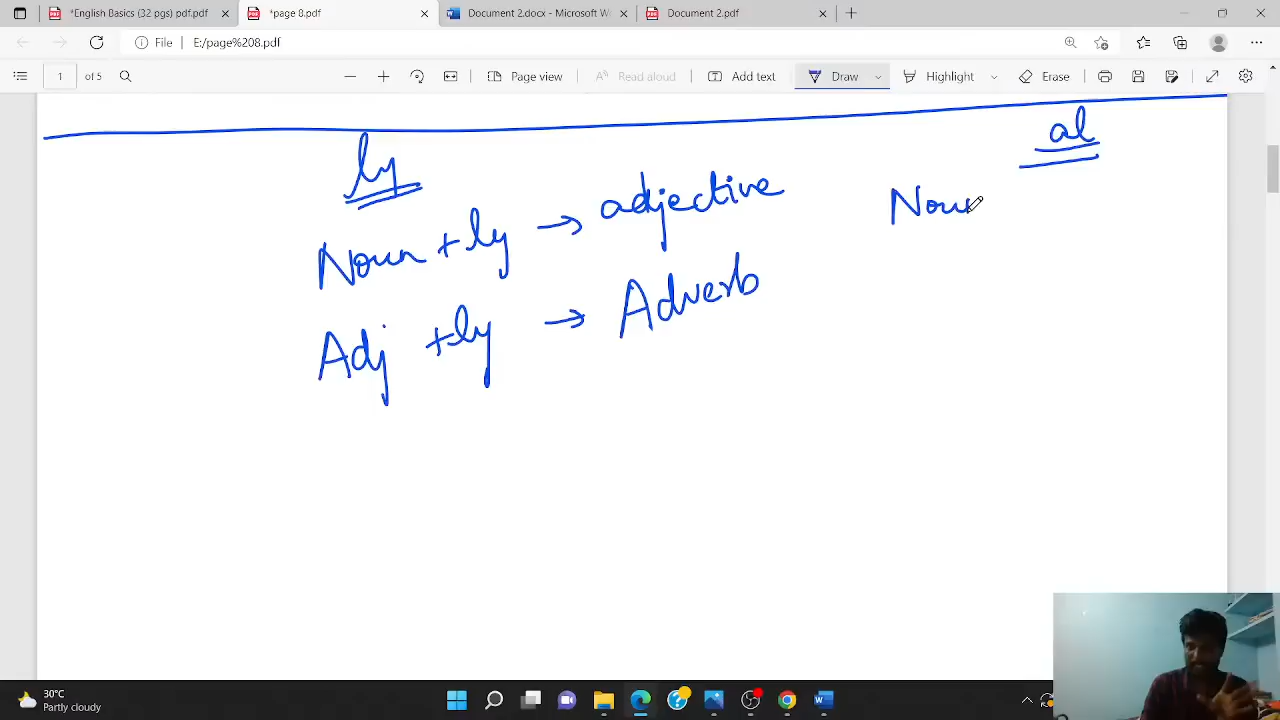 *English Basics (32 pgs) pdf.pdf
*page 8.pdf
Document 2.docx - Microsoft W
Document 2.pdf
File
E:/page%208.pdf
1
of 5
Page view
Read aloud
Add text
Draw
Highlight
Erase
ly
al
Noun + ly → adjective
Nou
Adj + ly → Adverb
30°C
Partly cloudy